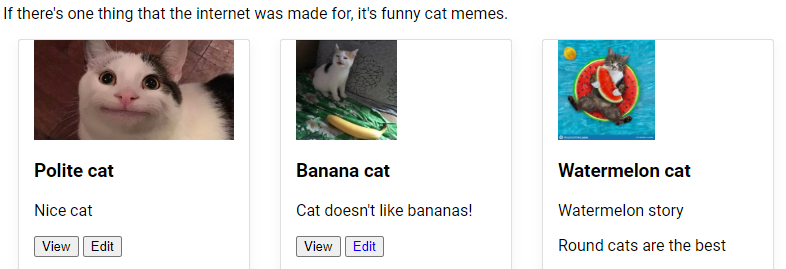 If there's one thing that the internet was made for, it's funny cat memes.
Polite cat
Nice cat
View Edit
Banana cat
Cat doesn't like bananas!
View Edit
Watermelon cat
Watermelon story
Round cats are the best